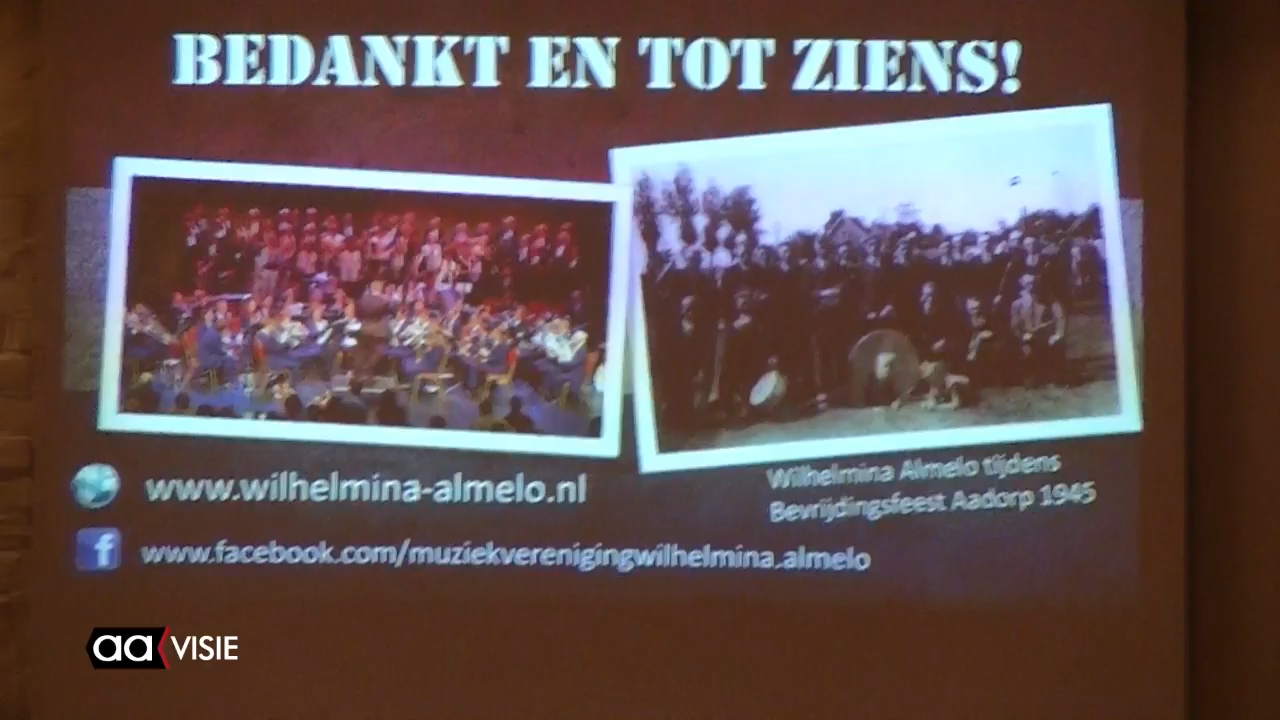 BEDANKT EN TOT ZIENS!
www.wilhelmina-almelo.nl
Wilhelmina Almelo tijdens
Bevrijdingsfeest Aadorp 1945
f www.facebook.com/muziekverenigingwilhelmina.almelo
aa VISIE